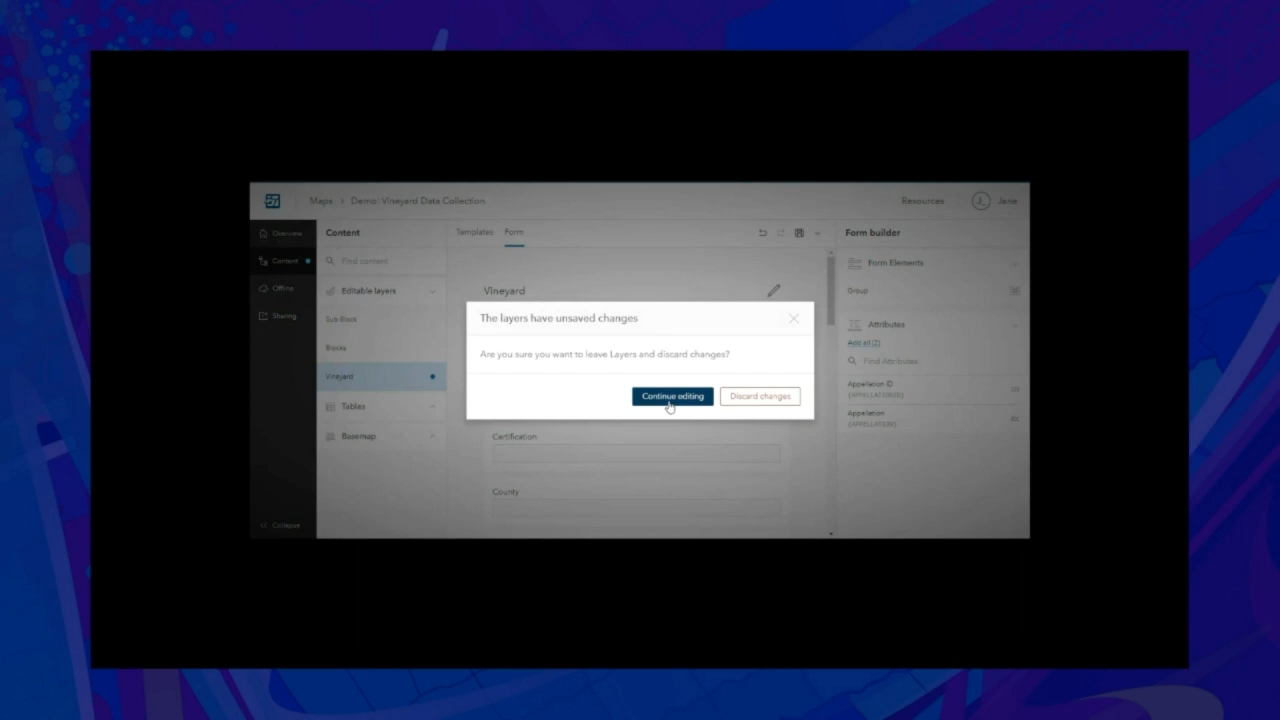 Maps > Demo: Vineyard Data Collection
Resources
Jane
Overview
Content
Offline
Sharing
Collapse
Content
Find content
Editable layers
Sub Block
Blocks
Vineyard
Tables
Basemap
Templates
Form
Vineyard
The layers have unsaved changes
Are you sure you want to leave Layers and discard changes?
Continue editing
Discard changes
Certification
County
Form builder
Form Elements
Group
Attributes
Add all (2)
Find Attributes
Appellation ID
Appellation
{APPELLATION}